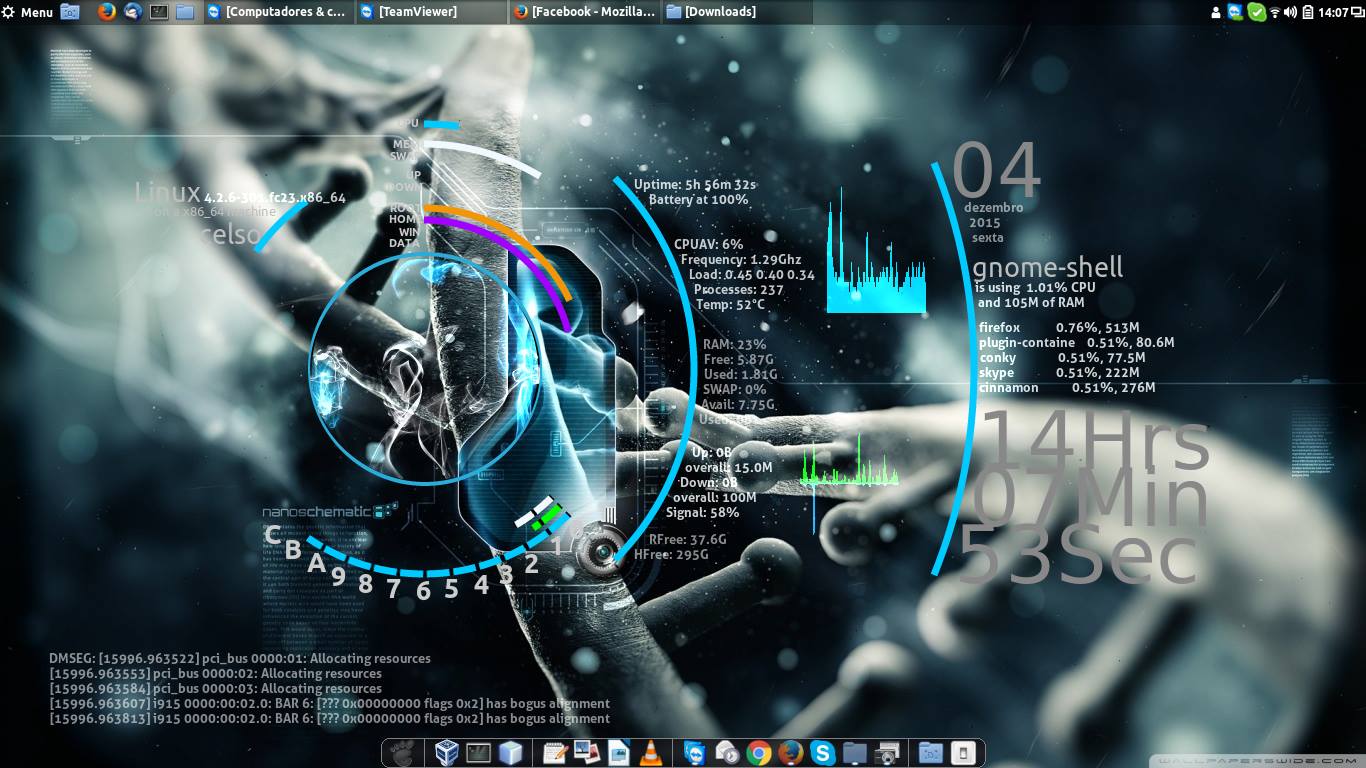 Menu
[Computadores & c...
[TeamViewer]
[Facebook - Mozilla...
[Downloads]
14:07
CPU
MEM
SWAP
UP
DOWN
ROOT
HOME
WIN
DATA
Linux 4.2.6-301.fc23.x86_64
on a x86_64 machine
celso
Uptime: 5h 56m 32s
Battery at 100%
CPUAV: 6%
Frequency: 1.29Ghz
Load: 0.45 0.40 0.34
Processes: 237
Temp: 52°C
RAM: 23%
Free: 5.87G
Used: 1.81G
SWAP: 0%
Avail: 7.75G
Used: 0B
Up: 0B
overall: 15.0M
Down: 0B
overall: 100M
Signal: 58%
RFree: 37.6G
HFree: 295G
04
dezembro
2015
sexta
gnome-shell
is using 1.01% CPU
and 105M of RAM
firefox 0.76%, 513M
plugin-containe 0.51%, 80.6M
conky 0.51%, 77.5M
skype 0.51%, 222M
cinnamon 0.51%, 276M
14Hrs
07Min
53Sec
nanoschematic
C B A 9 8 7 6 5 4 3 2 1
DMSEG: [15996.963522] pci_bus 0000:01: Allocating resources
[15996.963553] pci_bus 0000:02: Allocating resources
[15996.963584] pci_bus 0000:03: Allocating resources
[15996.963607] i915 0000:00:02.0: BAR 6: [??? 0x00000000 flags 0x2] has bogus alignment
[15996.963813] i915 0000:00:02.0: BAR 6: [??? 0x00000000 flags 0x2] has bogus alignment
WALLPAPERSWIDE.COM